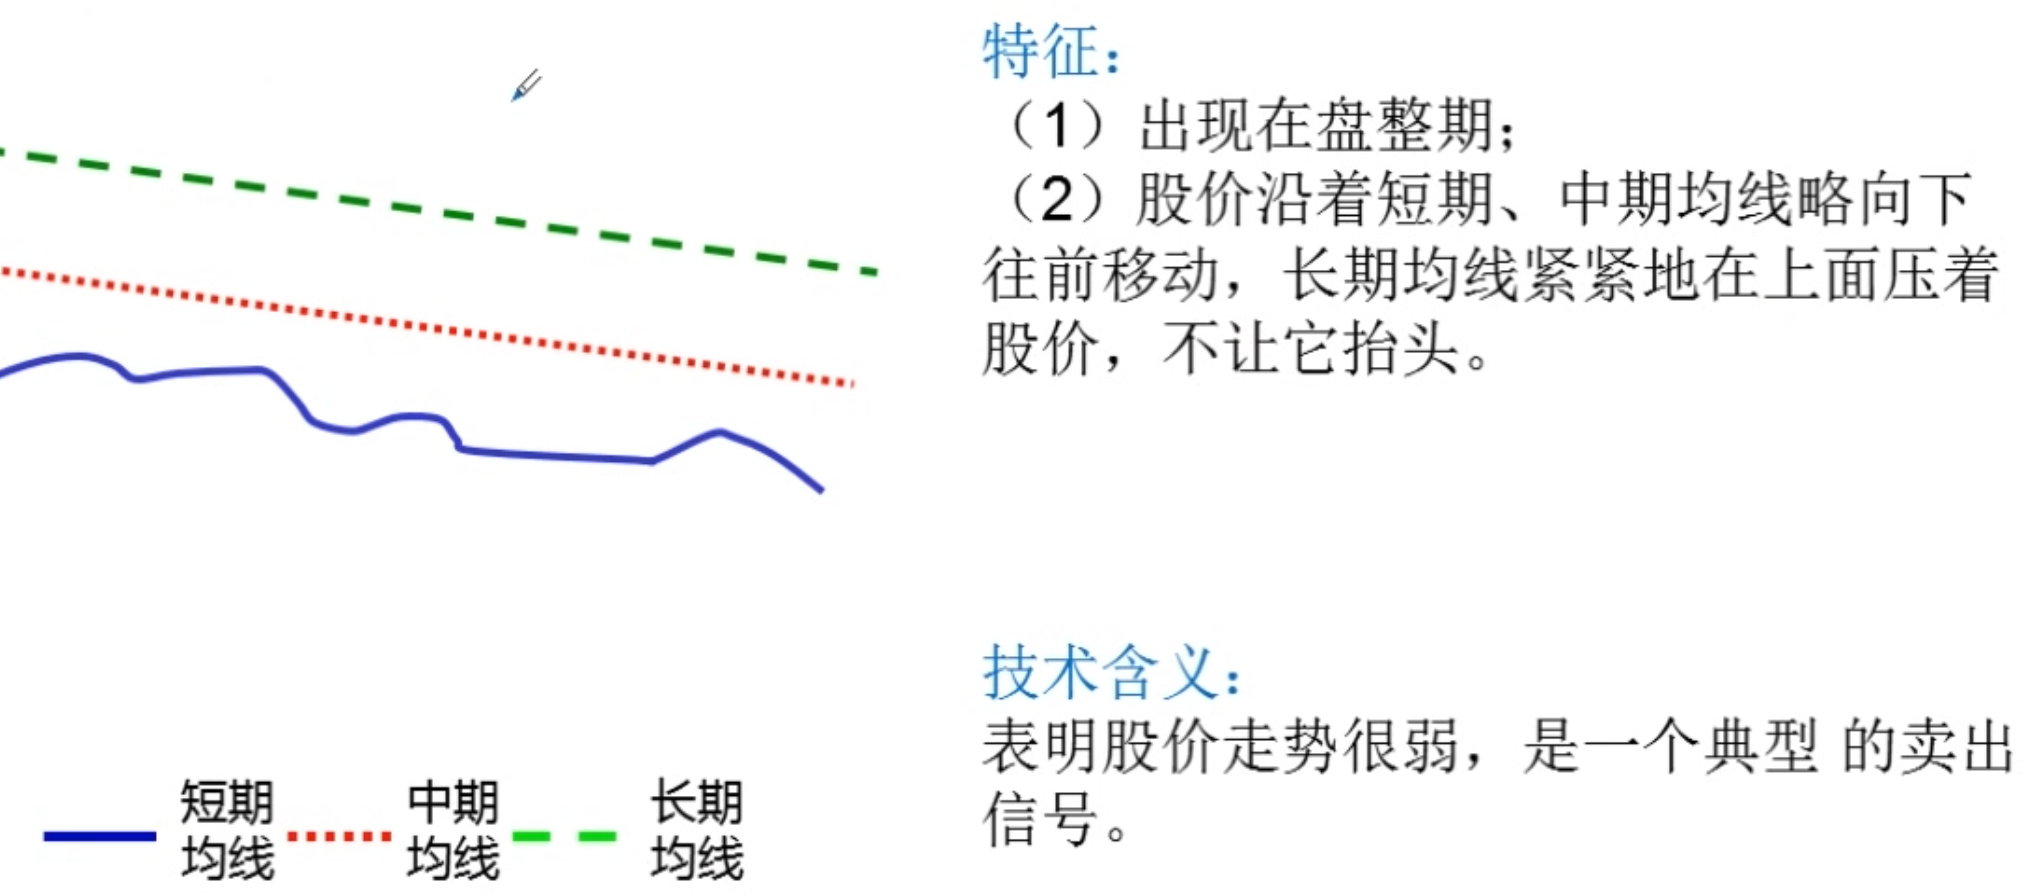 特征：
（1）出现在盘整期；
（2）股价沿着短期、中期均线略向下
往前移动，长期均线紧紧地在上面压着
股价，不让它抬头。
技术含义：
表明股价走势很弱，是一个典型 的卖出
信号。
短期
均线
中期
均线
长期
均线